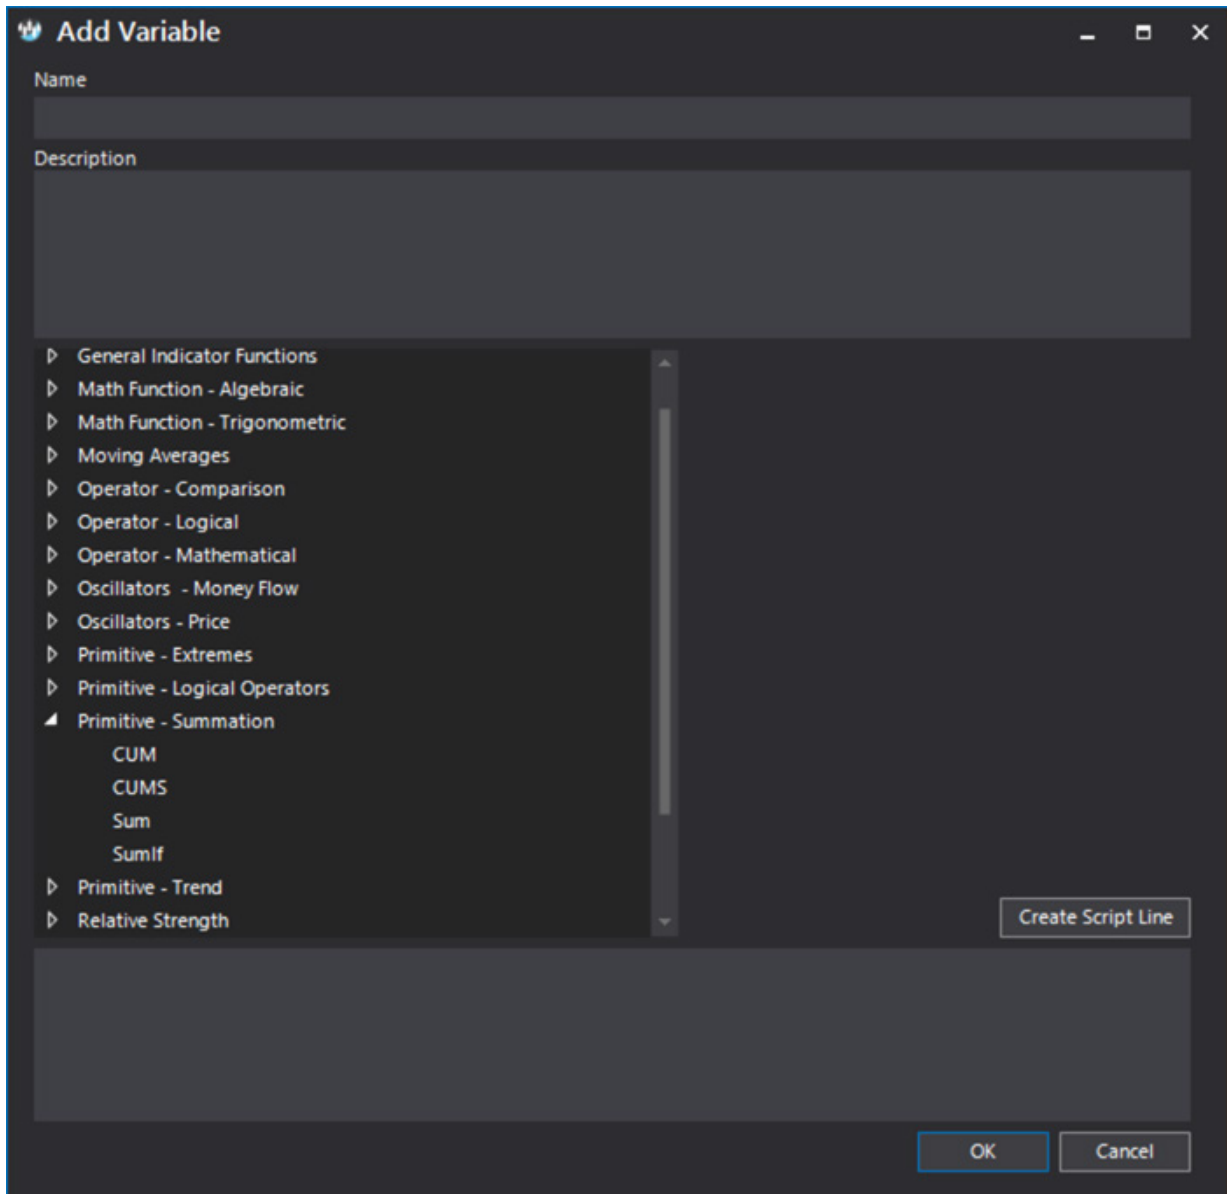 Add Variable
Name
Description
General Indicator Functions
Math Function - Algebraic
Math Function - Trigonometric
Moving Averages
Operator - Comparison
Operator - Logical
Operator - Mathematical
Oscillators  - Money Flow
Oscillators - Price
Primitive - Extremes
Primitive - Logical Operators
Primitive - Summation
CUM
CUMS
Sum
SumIf
Primitive - Trend
Relative Strength
Create Script Line
OK Cancel